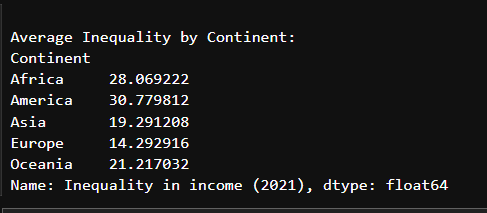 Average Inequality by Continent:
Continent
Africa     28.069222
America    30.779812
Asia       19.291208
Europe     14.292916
Oceania    21.217032
Name: Inequality in income (2021), dtype: float64